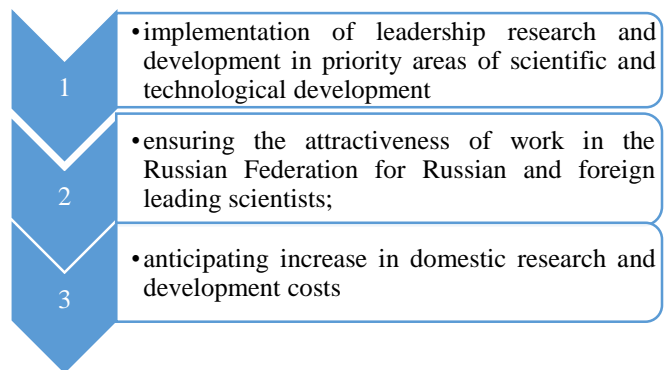 1
•implementation of leadership research and
development in priority areas of scientific and
technological development
2
•ensuring the attractiveness of work in the
Russian Federation for Russian and foreign
leading scientists;
3
•anticipating increase in domestic research and
development costs